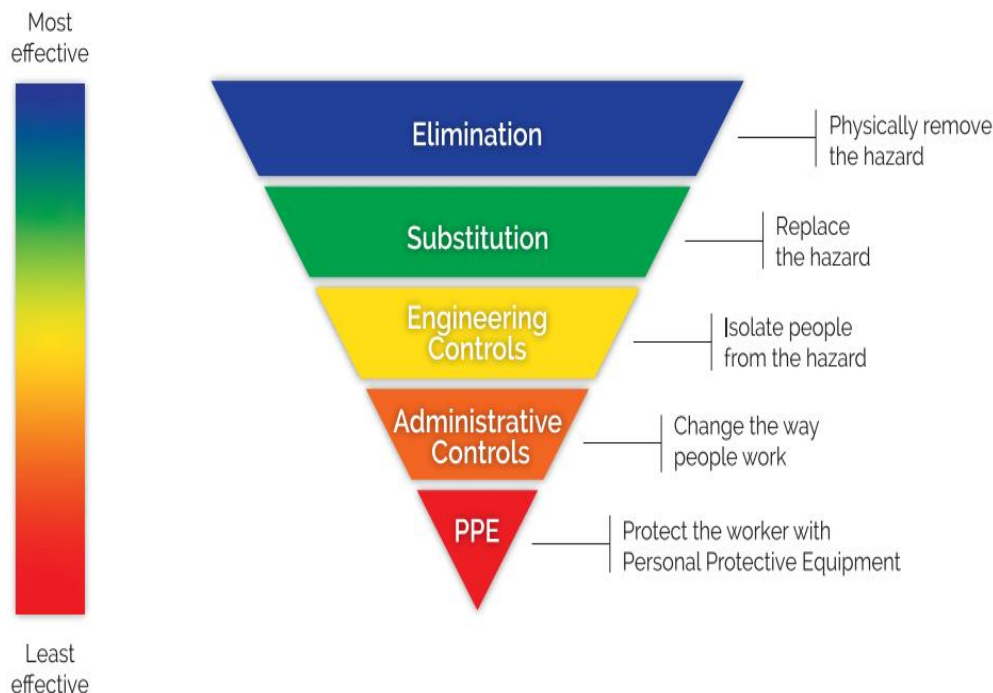 Most
effective
Elimination
Physically remove
the hazard
Substitution
Replace
the hazard
Engineering
Controls
Isolate people
from the hazard
Administrative
Controls
Change the way
people work
PPE
Protect the worker with
Personal Protective Equipment
Least
effective